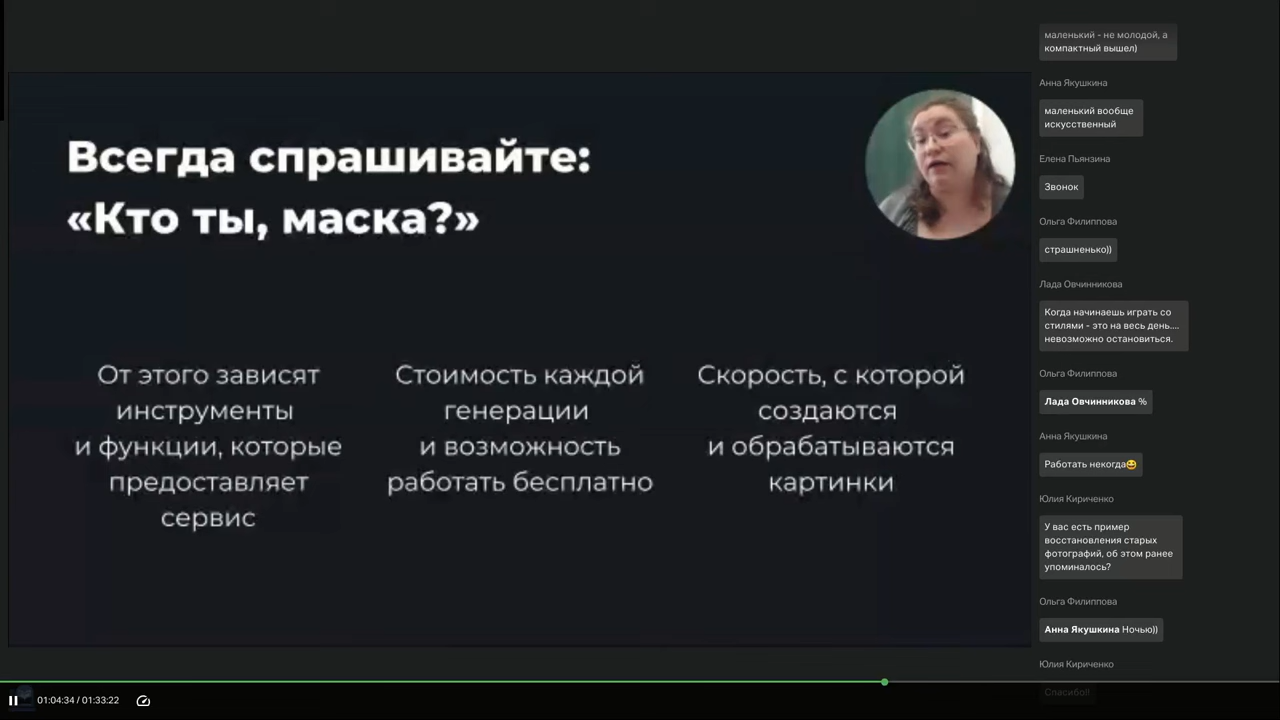 Всегда спрашивайте:
«Кто ты, маска?»
От этого зависят
инструменты
и функции, которые
предоставляет
сервис
Стоимость каждой
генерации
и возможность
работать бесплатно
Скорость, с которой
создаются
и обрабатываются
картинки
маленький - не молодой, а
компактный вышел)
Анна Якушкина
маленький вообще
искусственный
Елена Пьянзина
Звонок
Ольга Филиппова
страшненько))
Лада Овчинникова
Когда начинаешь играть со
стилями - это на весь день....
невозможно остановиться.
Ольга Филиппова
Лада Овчинникова %
Анна Якушкина
Работать некогда😆
Юлия Кириченко
У вас есть пример
восстановления старых
фотографий, об этом ранее
упоминалось?
Ольга Филиппова
Анна Якушкина Ночью))
Юлия Кириченко
Спасибо!!
01:04:34 / 01:33:22